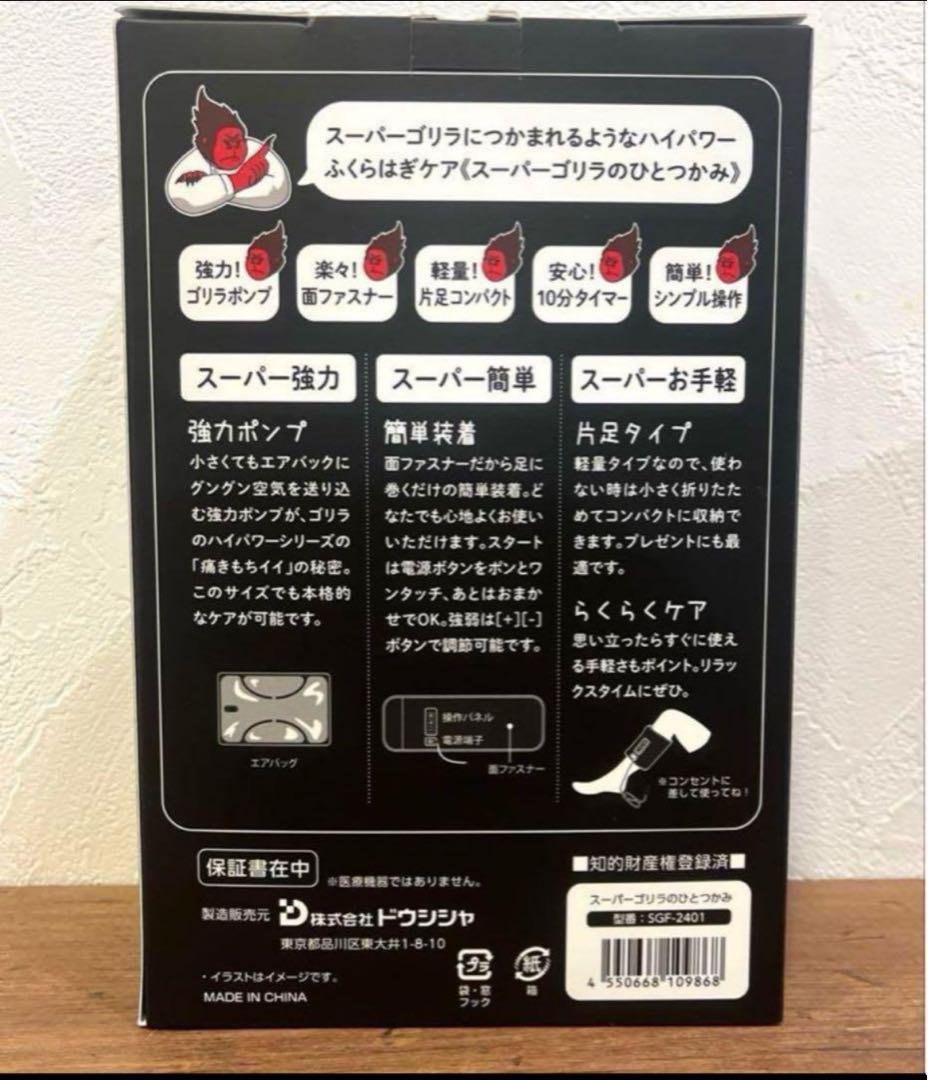 スーパーゴリラにつかまれるようなハイパワー
ふくらはぎケア《スーパーゴリラのひとつかみ》
強力!
ゴリラポンプ
楽々!
面ファスナー
軽量!
片足コンパクト
安心!
10分タイマー
簡単!
シンプル操作
スーパー強力
強力ポンプ
小さくてもエアバックに
グングン空気を送り込
む強力ポンプが、ゴリラ
のハイパワーシリーズの
「痛きもちイイ」の秘密。
このサイズでも本格的
なケアが可能です。
エアバッグ
スーパー簡単
簡単装着
面ファスナーだから足に
巻くだけの簡単装着。ど
なたでも心地よくお使い
いただけます。スタート
は電源ボタンをポンとワ
ンタッチ、あとはおまか
せでOK。強弱は[+][-]
ボタンで調節可能です。
操作パネル
電源端子
面ファスナー
スーパーお手軽
片足タイプ
軽量タイプなので、使わ
ない時は小さく折りたた
めてコンパクトに収納で
きます。プレゼントにも最
適です。
らくらくケア
思い立ったらすぐに使え
る手軽さもポイント。リラッ
クスタイムにぜひ。
※コンセントに
差して使ってね!
保証書在中
※医療機器ではありません。
製造販売元 株式会社ドウシシャ
東京都品川区東大井1-8-10
・イラストはイメージです。
MADE IN CHINA
プラ
袋・窓
フック
紙
箱
■知的財産権登録済■
スーパーゴリラのひとつかみ
型番:SGF-2401
4 550668 109868